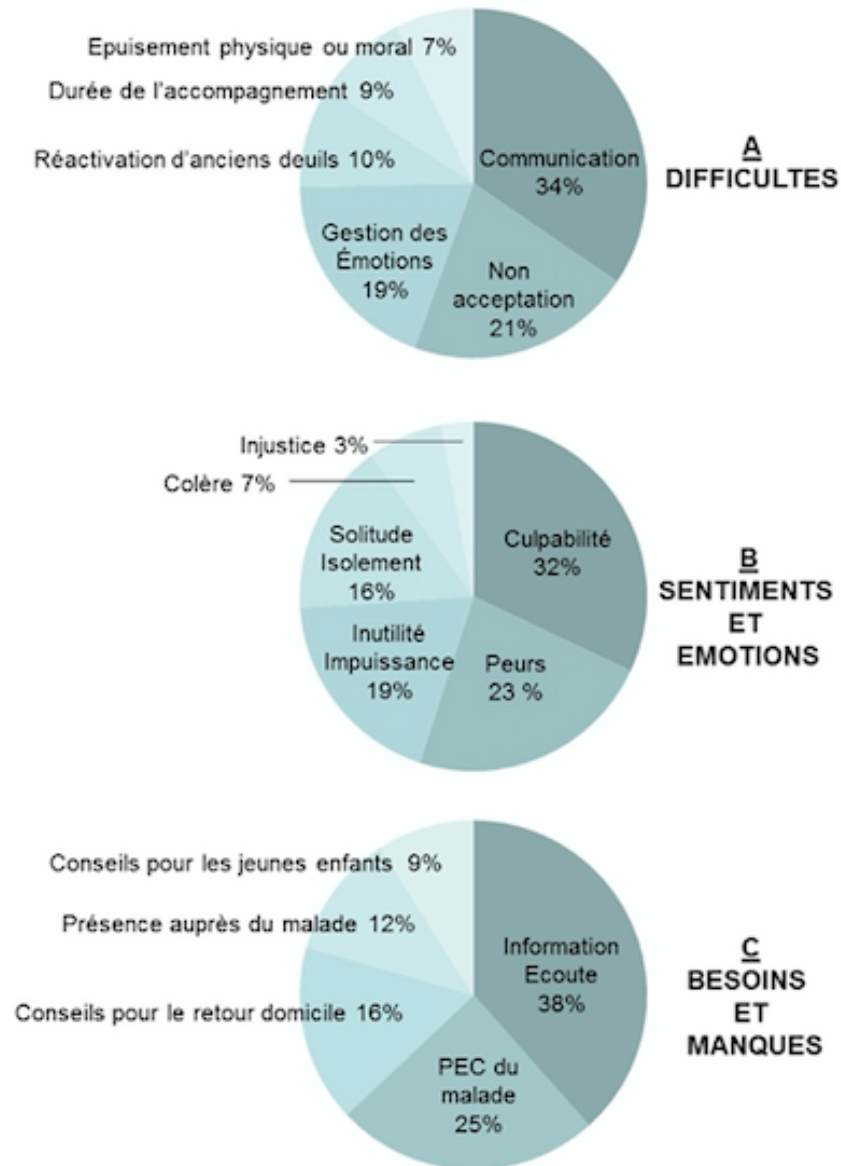 Epuisement physique ou moral 7%
Durée de l'accompagnement 9%
Réactivation d'anciens deuils 10%
Gestion des
Émotions
19%
Non
acceptation
21%
Communication
34%
A
DIFFICULTES
Injustice 3%
Colère 7%
Solitude
Isolement
16%
Inutilité
Impuissance
19%
Peurs
23 %
Culpabilité
32%
B
SENTIMENTS
ET
EMOTIONS
Conseils pour les jeunes enfants 9%
Présence auprès du malade 12%
Conseils pour le retour domicile 16%
PEC du
malade
25%
Information
Ecoute
38%
C
BESOINS
ET
MANQUES